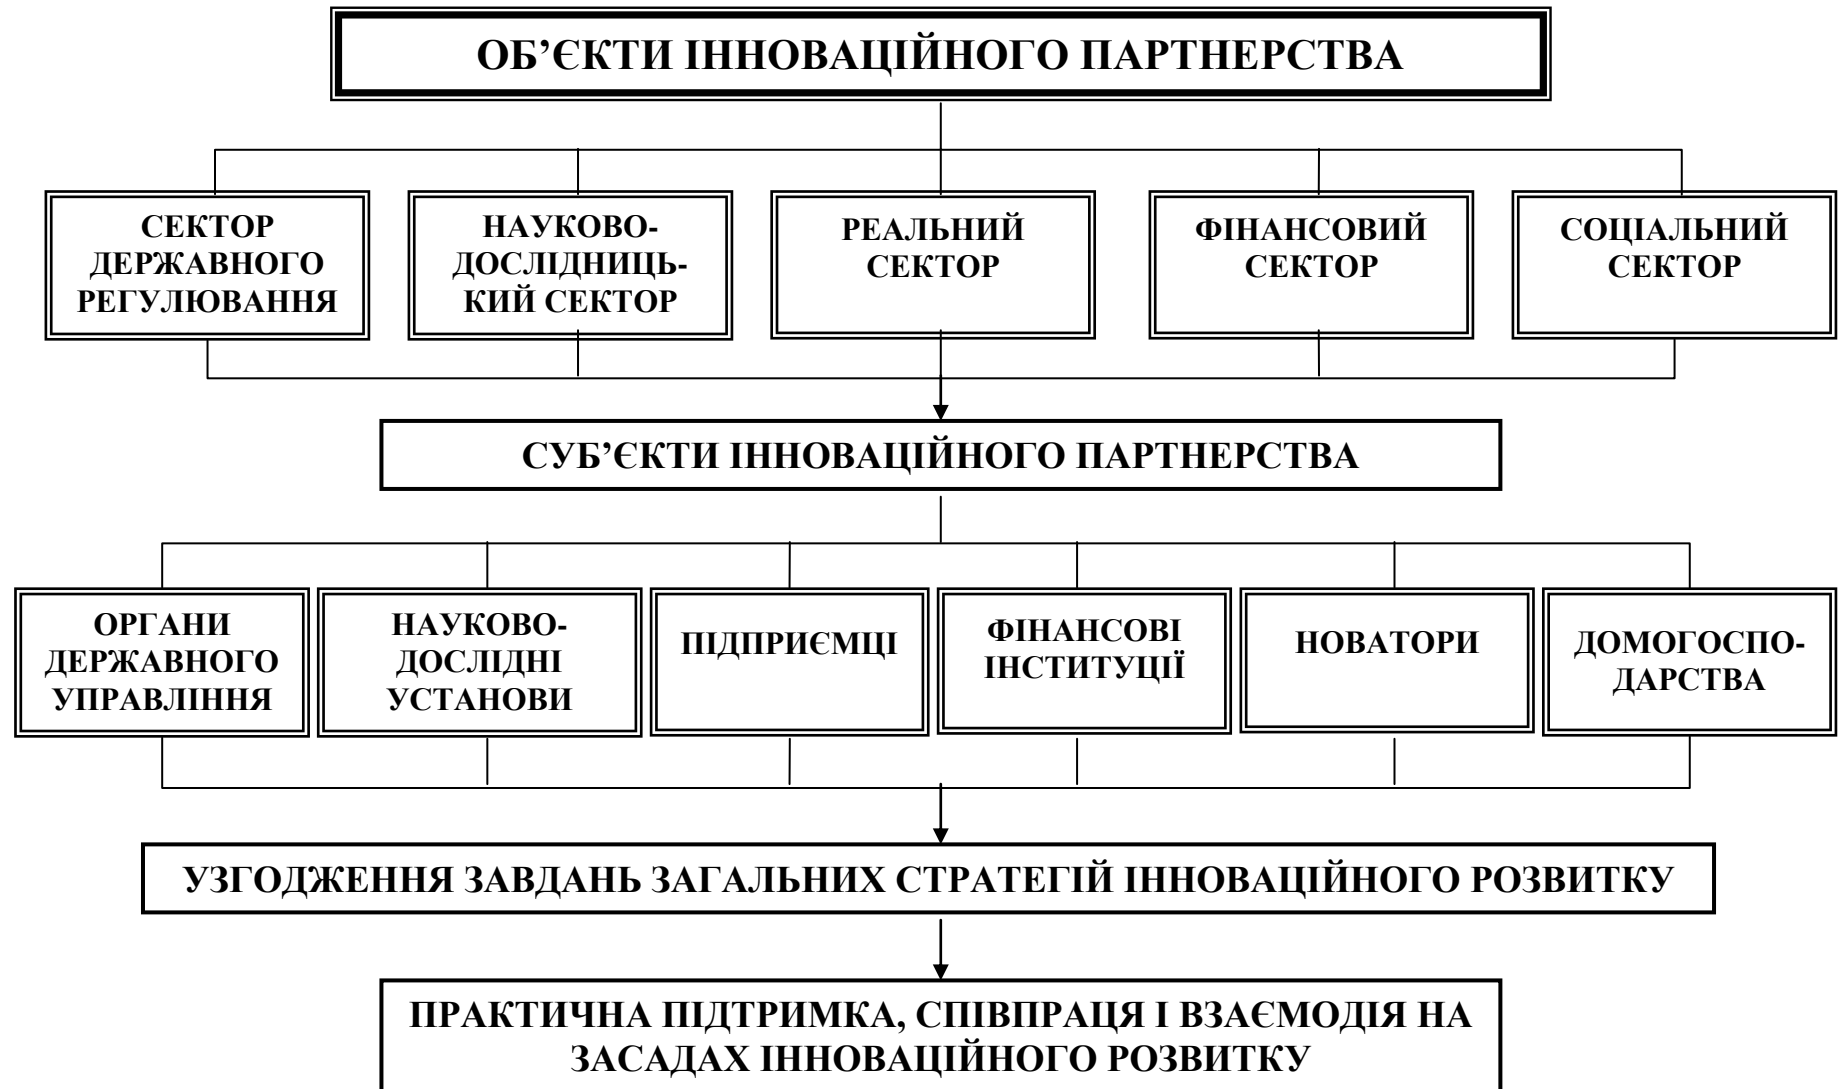 ОБ’ЄКТИ ІННОВАЦІЙНОГО ПАРТНЕРСТВА
СЕКТОР
ДЕРЖАВНОГО
РЕГУЛЮВАННЯ
НАУКОВО-
ДОСЛІДНИЦЬ-
КИЙ СЕКТОР
РЕАЛЬНИЙ
СЕКТОР
ФІНАНСОВИЙ
СЕКТОР
СОЦІАЛЬНИЙ
СЕКТОР
СУБ’ЄКТИ ІННОВАЦІЙНОГО ПАРТНЕРСТВА
ОРГАНИ
ДЕРЖАВНОГО
УПРАВЛІННЯ
НАУКОВО-
ДОСЛІДНІ
УСТАНОВИ
ПІДПРИЄМЦІ
ФІНАНСОВІ
ІНСТИТУЦІЇ
НОВАТОРИ
ДОМОГОСПО-
ДАРСТВА
УЗГОДЖЕННЯ ЗАВДАНЬ ЗАГАЛЬНИХ СТРАТЕГІЙ ІННОВАЦІЙНОГО РОЗВИТКУ
ПРАКТИЧНА ПІДТРИМКА, СПІВПРАЦЯ І ВЗАЄМОДІЯ НА
ЗАСАДАХ ІННОВАЦІЙНОГО РОЗВИТКУ